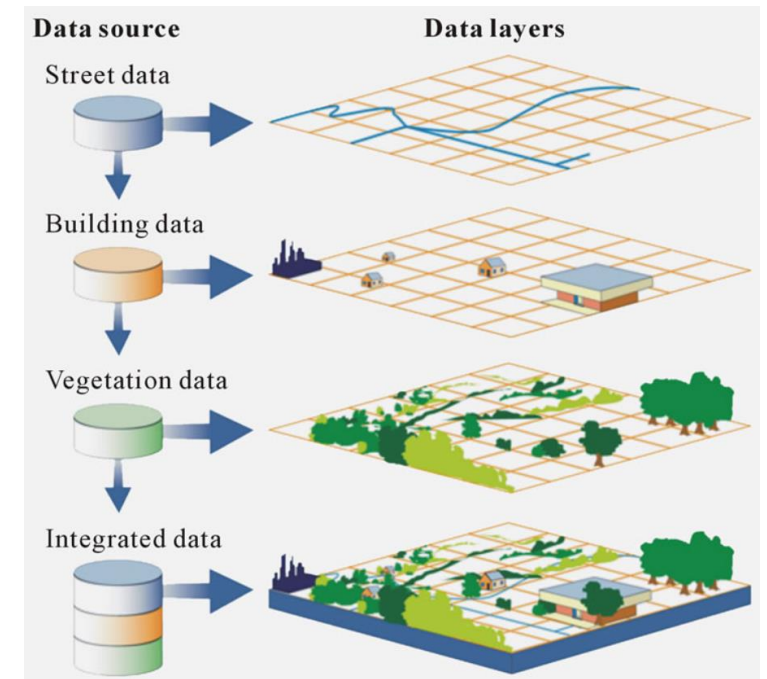 Data source
Data layers
Street data
Building data
Vegetation data
Integrated data